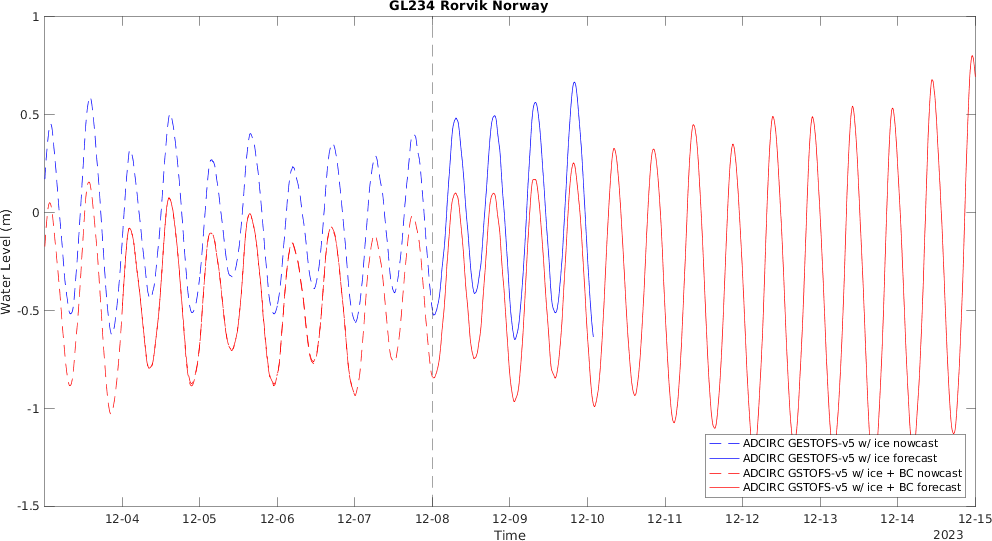 GL234 Rorvik Norway
1
0.5
0
-0.5
-1
-1.5
Water Level (m)
ADCIRC GESTOFS-v5 w/ ice nowcast
ADCIRC GESTOFS-v5 w/ ice forecast
ADCIRC GSTOFS-v5 w/ ice + BC nowcast
ADCIRC GSTOFS-v5 w/ ice + BC forecast
12-04 12-05 12-06 12-07 12-08 12-09 12-10 12-11 12-12 12-13 12-14 12-15
Time
2023